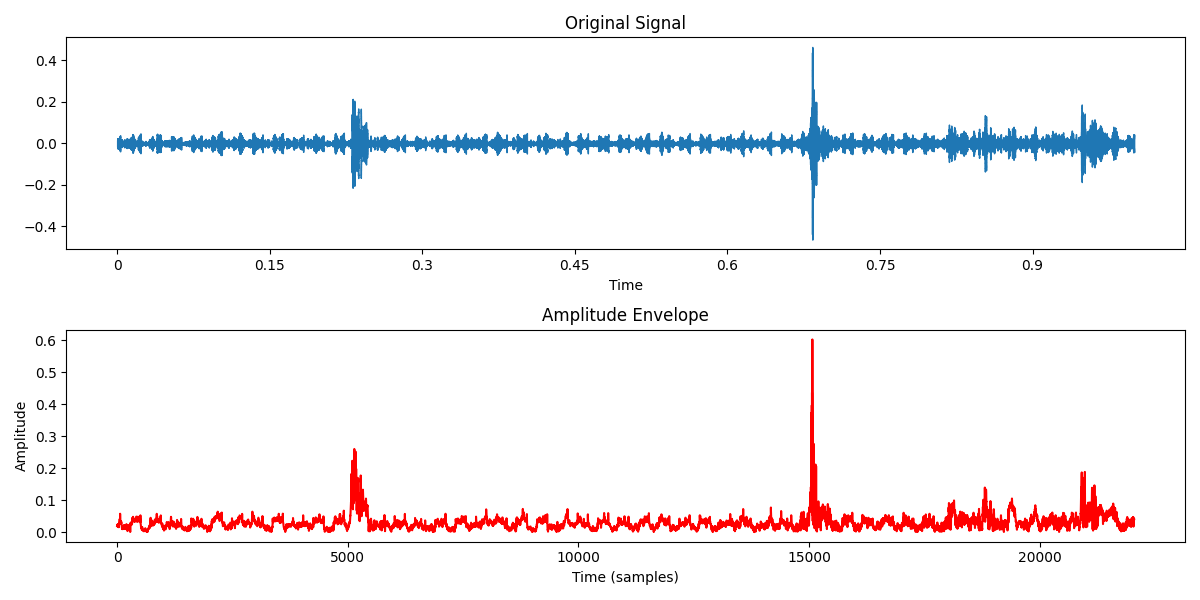 Original Signal
0.4
0.2
0.0
−0.2
−0.4
0 0.15 0.3 0.45 0.6 0.75 0.9
Time
Amplitude Envelope
Amplitude
0.6
0.5
0.4
0.3
0.2
0.1
0.0
0 5000 10000 15000 20000
Time (samples)